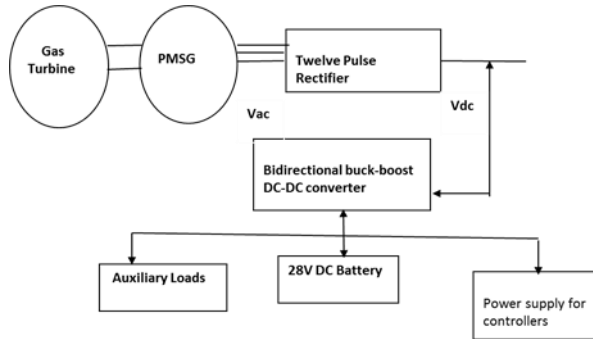 Gas
Turbine
PMSG
Twelve Pulse
Rectifier
Vac
Vdc
Bidirectional buck-boost
DC-DC converter
Auxiliary Loads
28V DC Battery
Power supply for
controllers